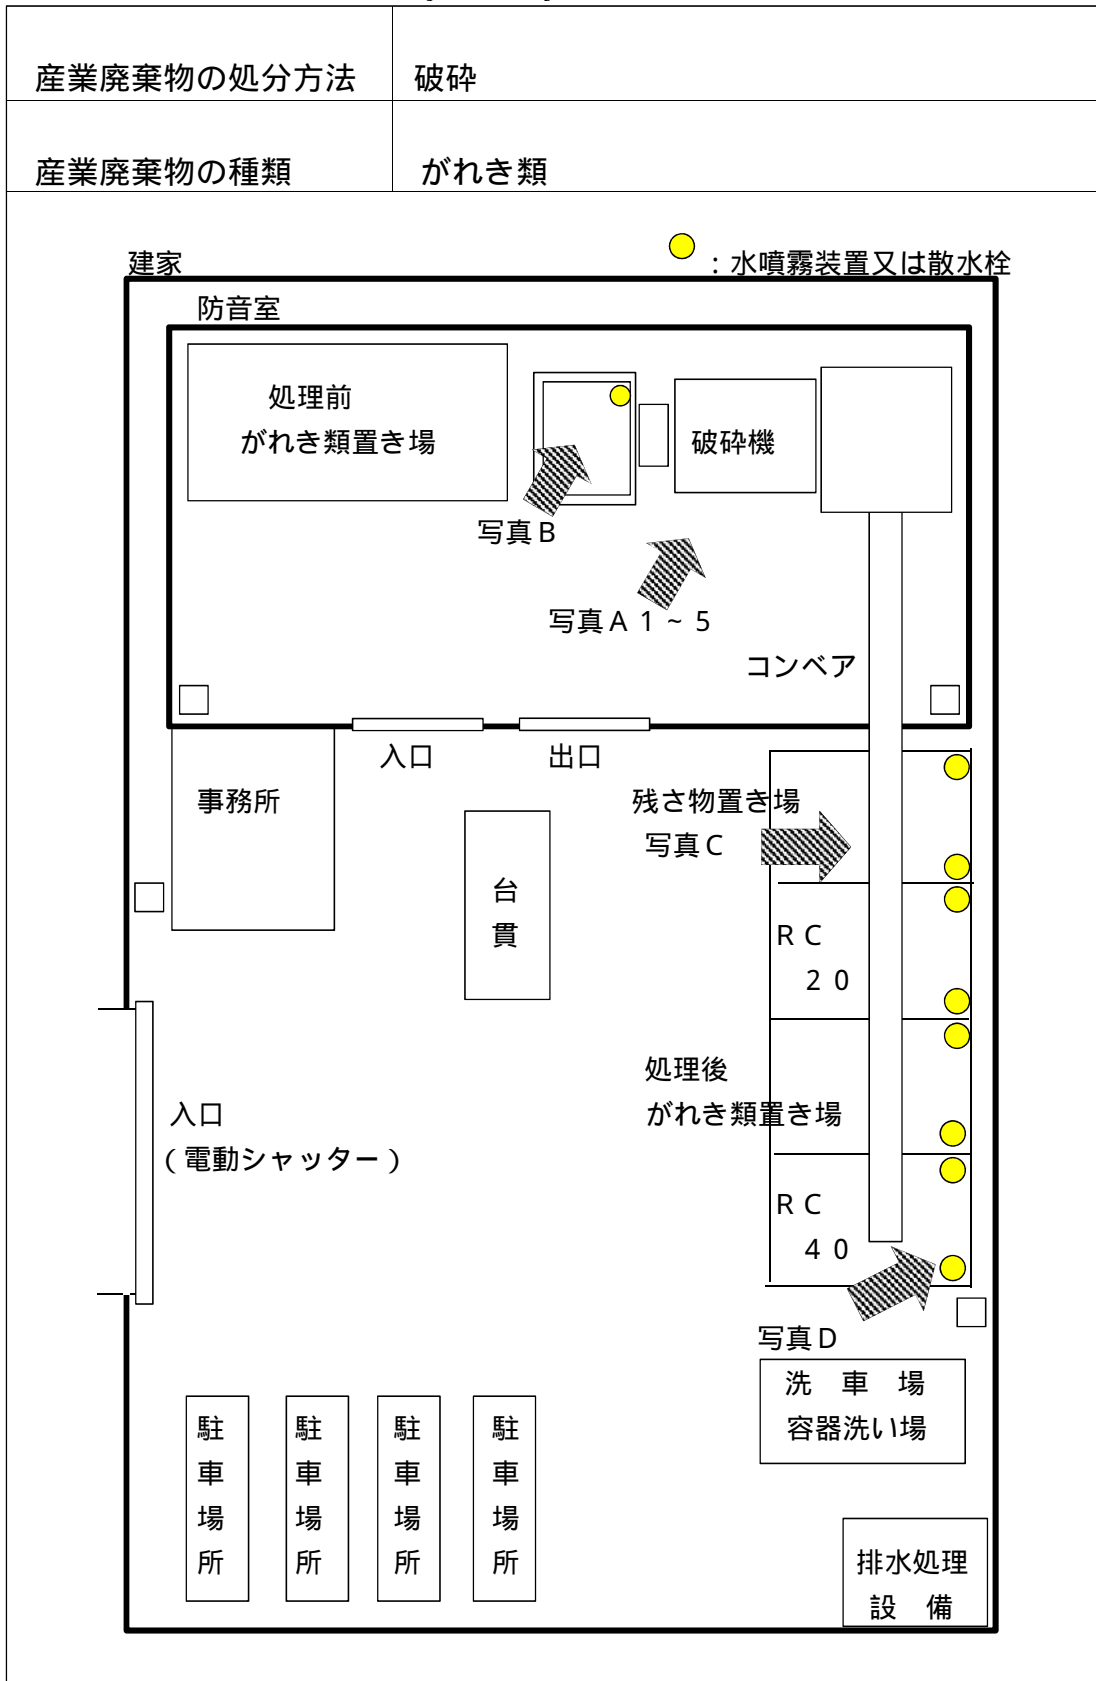 産業廃棄物の処分方法
破砕
産業廃棄物の種類
がれき類
建家
：水噴霧装置又は散水栓
防音室
処理前
がれき類置き場
破砕機
写真Ｂ
写真Ａ１～５
コンベア
入口
出口
事務所
残さ物置き場
写真Ｃ
台
貫
ＲＣ
２０
処理後
がれき類置き場
入口
（電動シャッター）
ＲＣ
４０
写真Ｄ
洗　車　場
容器洗い場
駐車場所
駐車場所
駐車場所
駐車場所
排水処理
設　備